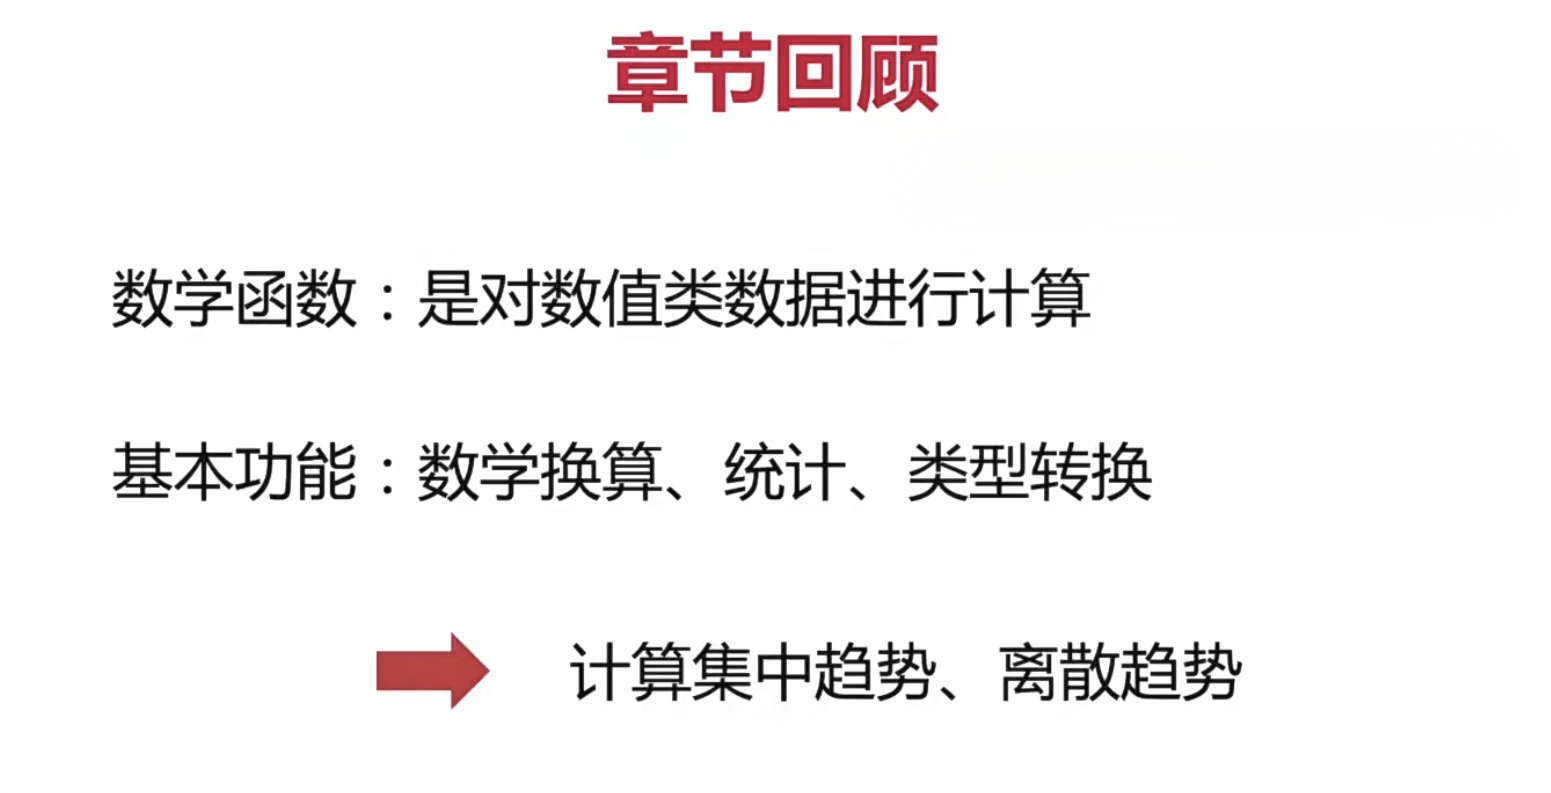 章节回顾
数学函数：是对数值类数据进行计算
基本功能：数学换算、统计、类型转换
计算集中趋势、离散趋势